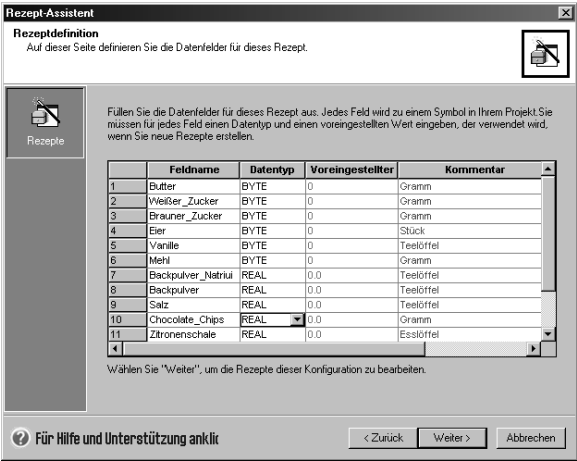 Rezept-Assistent
Rezeptdefinition
Auf dieser Seite definieren Sie die Datenfelder für dieses Rezept.
Rezepte
Füllen Sie die Datenfelder für dieses Rezept aus. Jedes Feld wird zu einem Symbol in Ihrem Projekt.Sie
müssen für jedes Feld einen Datentyp und einen voreingestellten Wert eingeben, der verwendet wird,
wenn Sie neue Rezepte erstellen.
Feldname Datentyp Voreingestellter Kommentar
1 Butter BYTE 0 Gramm
2 Weißer_Zucker BYTE 0 Gramm
3 Brauner_Zucker BYTE 0 Gramm
4 Eier BYTE 0 Stück
5 Vanille BYTE 0 Teelöffel
6 Mehl BYTE 0 Gramm
7 Backpulver_Natriui REAL 0.0 Teelöffel
8 Backpulver REAL 0.0 Teelöffel
9 Salz REAL 0.0 Teelöffel
10 Chocolate_Chips REAL 0.0 Gramm
11 Zitronenschale REAL 0.0 Esslöffel
Wählen Sie "Weiter", um die Rezepte dieser Konfiguration zu bearbeiten.
? Für Hilfe und Unterstützung anklic
< Zurück Weiter > Abbrechen